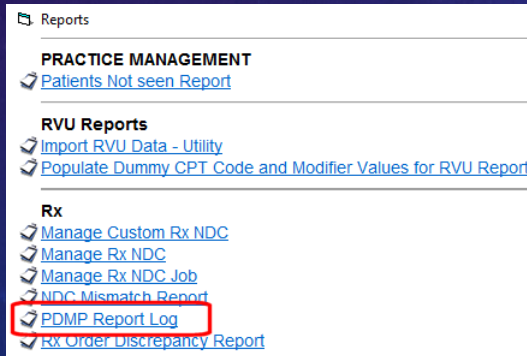 Reports
PRACTICE MANAGEMENT
Patients Not seen Report
RVU Reports
Import RVU Data - Utility
Populate Dummy CPT Code and Modifier Values for RVU Report
Rx
Manage Custom Rx NDC
Manage Rx NDC
Manage Rx NDC Job
NDC Mismatch Report
PDMP Report Log
Rx Order Discrepancy Report